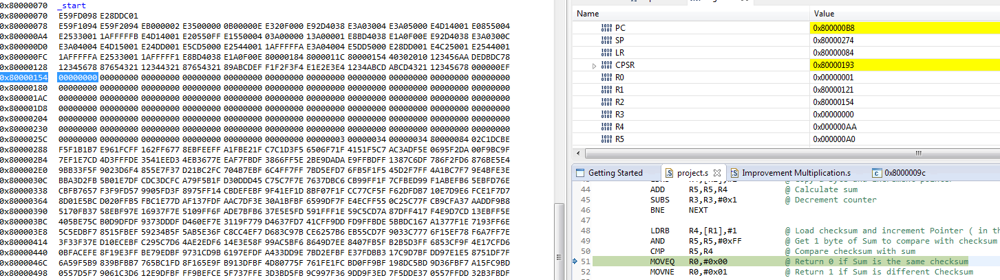 0x80000070 _start
0x80000070 E59FD098 E28DDC01
0x80000078 E59F1094 E59F2094 EB000002 E3500000 0B00000E E320F000 E92D4038 E3A03004 E3A05000 E4D14001 E0855004
0x800000A4 E2533001 1AFFFFFB E4D14001 E20550FF E1550004 03A00000 13A00001 E8BD4038 E1A0F00E E92D4038 E3A0300C
0x800000D0 E3A04004 E4D15001 E24DD001 E5CD5000 E2544001 1AFFFFFA E3A04004 E5DD5000 E28DD001 E4C25001 E2544001
0x800000FC 1AFFFFFA E2533001 1AFFFFF1 E8BD4038 E1A0F00E 80000184 8000011C 80000154 40302010 123456AA DEDBDC78
0x80000128 12345678 87654321 12344321 87654321 89ABCDEF F1F2F3F4 E1E2E3E4 1234ABCD ABCD4321 12345678 000000EF
0x80000154 00000000 00000000 00000000 00000000 00000000 00000000 00000000 00000000 00000000 00000000 00000000
0x80000180 00000000 00000000 00000000 00000000 00000000 00000000 00000000 00000000 00000000 00000000 00000000
0x800001AC 00000000 00000000 00000000 00000000 00000000 00000000 00000000 00000000 00000000 00000000 00000000
0x800001D8 00000000 00000000 00000000 00000000 00000000 00000000 00000000 00000000 00000000 00000000 00000000
0x80000204 00000000 00000000 00000000 00000000 00000000 00000000 00000000 00000000 00000000 00000000 00000000
0x80000230 00000000 00000000 00000000 00000000 00000000 00000000 00000000 00000000 00000000 00000000 00000000
0x8000025C 00000000 00000000 00000000 00000000 00000000 00000000 00000003 00000034 00000034 80000084 02C1DCBE
0x80000288 F5F1B1B7 E961FCFF 162FF677 8EBFEEFF A1FBE21F C7C1D3F5 6506F71F 4151F5C7 AC3ADF5E 0695F2DA 00F9BC9F
0x800002B4 7EF1E7CD 4D3FFFDE 3541EED3 4EB3677E EAF7FBDF 3866FF5E 2BE9DADA E9FFBDFF 1387C6DF 786F2FD6 876BE5E4
0x800002E0 9BB33F5F 9023D6F4 855E7F37 D21BC2FC 704B7EBF 6C4FF7FF 7BD5EFD7 5FB1F5F1 45D2F7FF 4A1BC7F7 9E4BFE3E
0x8000030C BBA3D2FB 5B01E7DF CDC3DCFC A79F5B1F D30DDD45 C75C7F7E 7637DBC6 CB99FF1F 7CFBED99 F1ABEFB6 5EBFD76E
0x80000338 CBFB7657 F3F9FD57 9905FD3F 8975FF14 CBDFEFBF 9F41EF1D 8BF07F1F CC77CF5F F62DFDB7 10E7D9E6 FCE1F7D7
0x80000364 8D01E5BC D020FFB5 FBC1E77D AF137FDF AAC7DF3E 30A1BFBF 6599DF7F E4ECFF55 0C25C77F CB9CFA37 AADDF9B8
0x80000390 5170FB37 58EBF97E 16937F7E 5109FF6F ADE7BFB6 37E5E5FD 591FFF1E 59C5CD7A 87DFF417 F4E9D7CD 13EBFF5E
0x800003BC 405BE75C B0D9DFDF 9373DDDF D460EF7E 3119F779 D4637FD7 41CFF9DD FD9FFBDE 5BBDC167 A1377F1E 7193FF6E
0x800003E8 5C5EDBF7 8515FBEF 59234B5F 5AB5E36F C8CC4EF7 D683C97B CE6257B6 EB55CD7F 9033C777 6F15EF78 F6A7FF7E
0x80000414 3F33F37E D10ECEBF C295C7D6 4AE2EDF6 14E3E58F 99AC5BF6 8649D7EE 8407FB5F B2B5D3FF 6853CF9F 4E17CFD6
0x80000440 0BFACEFE 8F19E3FF BE79EDBF 9731CD9B 6197EFDF A433DD9E 7BD2EFBF E37FDBB3 17C9D7BF DD97E1E5 8751DF7F
0x8000046C 6A59F5B9 839BFBB7 765BC1FD 8F165E9F B913DFBF 4D80775F 761FE1FC BD0FF9BF 198DC5BD 9D36FBF7 A15FC9BD
0x80000498 0557D5F7 9061C3D6 12E9DFBF FF9BEFCE 5F737FFE 3D3BD5FB 9C997F36 9DD9F3ED 7F5DDE37 0557FFDD 32B3FBDF
Name Value
PC 0x800000B8
SP 0x80000274
LR 0x80000084
CPSR 0x80000193
R0 0x00000001
R1 0x80000121
R2 0x80000154
R3 0x00000000
R4 0x000000AA
R5 0x000000A0
Getting Started project.s Improvement Multiplication.s 0x8000009c
44 ADD R5,R5,R4 @ Calculate sum
45 SUBS R3,R3,#0x1 @ Decrement counter
46 BNE NEXT
47
48 LDRB R4,[R1],#1 @ Load checksum and increment Pointer ( in th
49 AND R5,R5,#0xFF @ Get 1 byte of Sum to compare with checksum
50 CMP R5,R4 @ Compare checksum with sum
51 MOVEQ R0,#0x00 @ Return 0 if Sum is the same checksum
52 MOVNE R0,#0x01 @ Return 1 if Sum is different Checksum